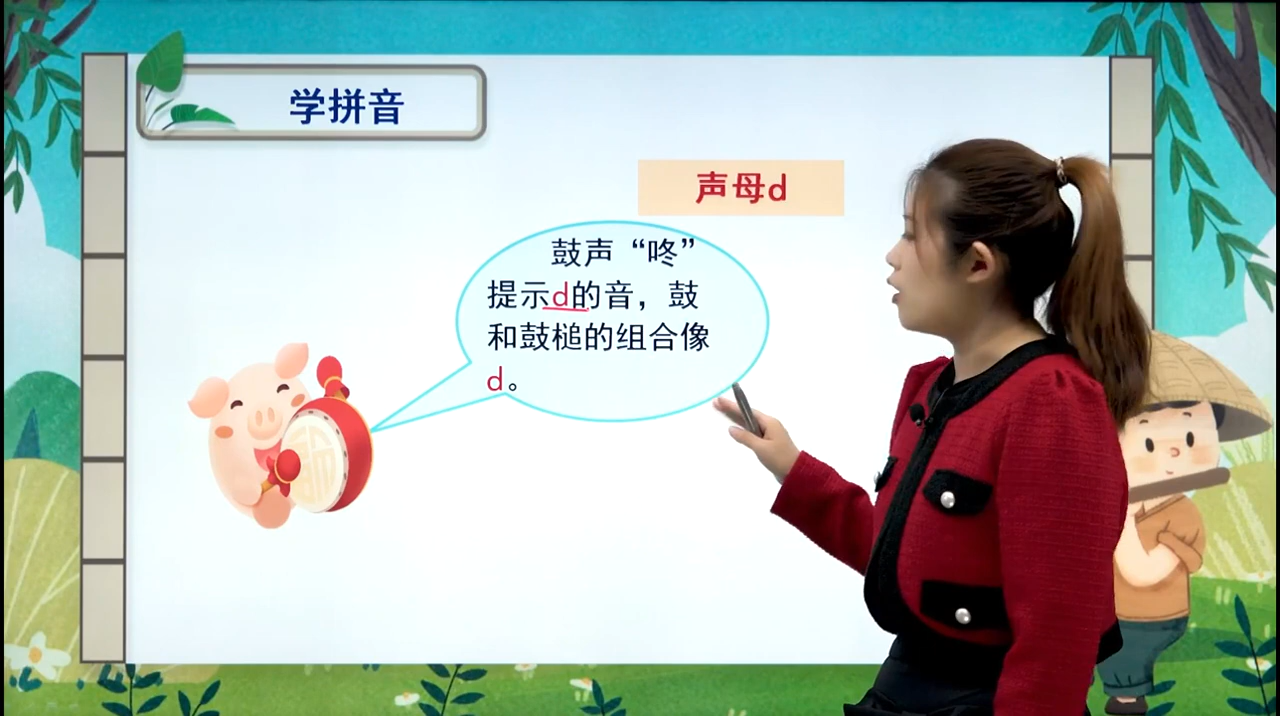 学拼音
声母d
鼓声“咚”
提示d的音，鼓
和鼓槌的组合像
d。